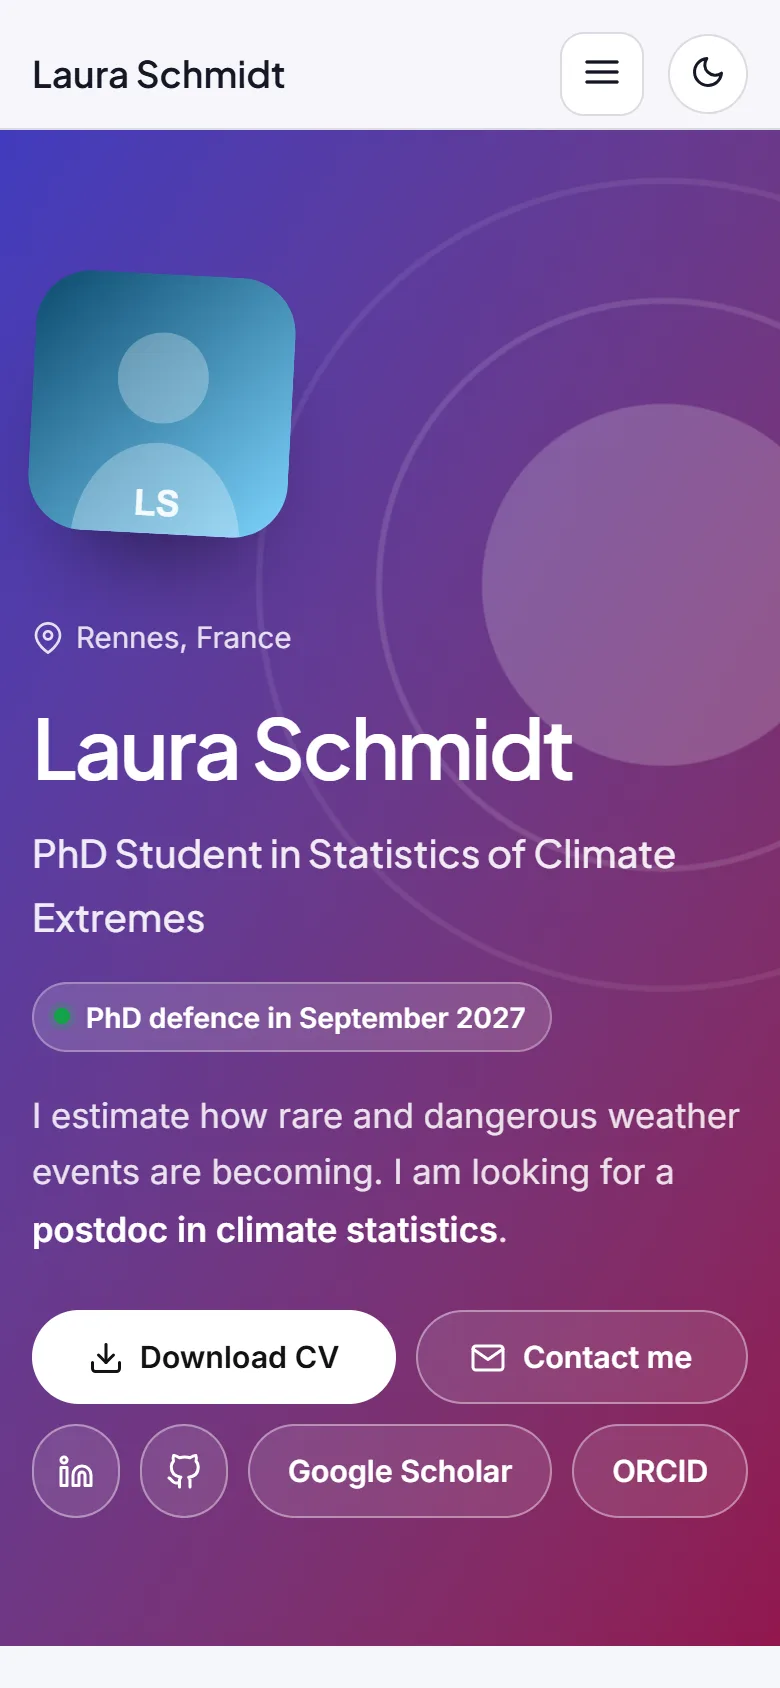 Laura Schmidt
LS
Rennes, France
Laura Schmidt
PhD Student in Statistics of Climate
Extremes
PhD defence in September 2027
I estimate how rare and dangerous weather
events are becoming. I am looking for a
postdoc in climate statistics.
Download CV
Contact me
Google Scholar
ORCID